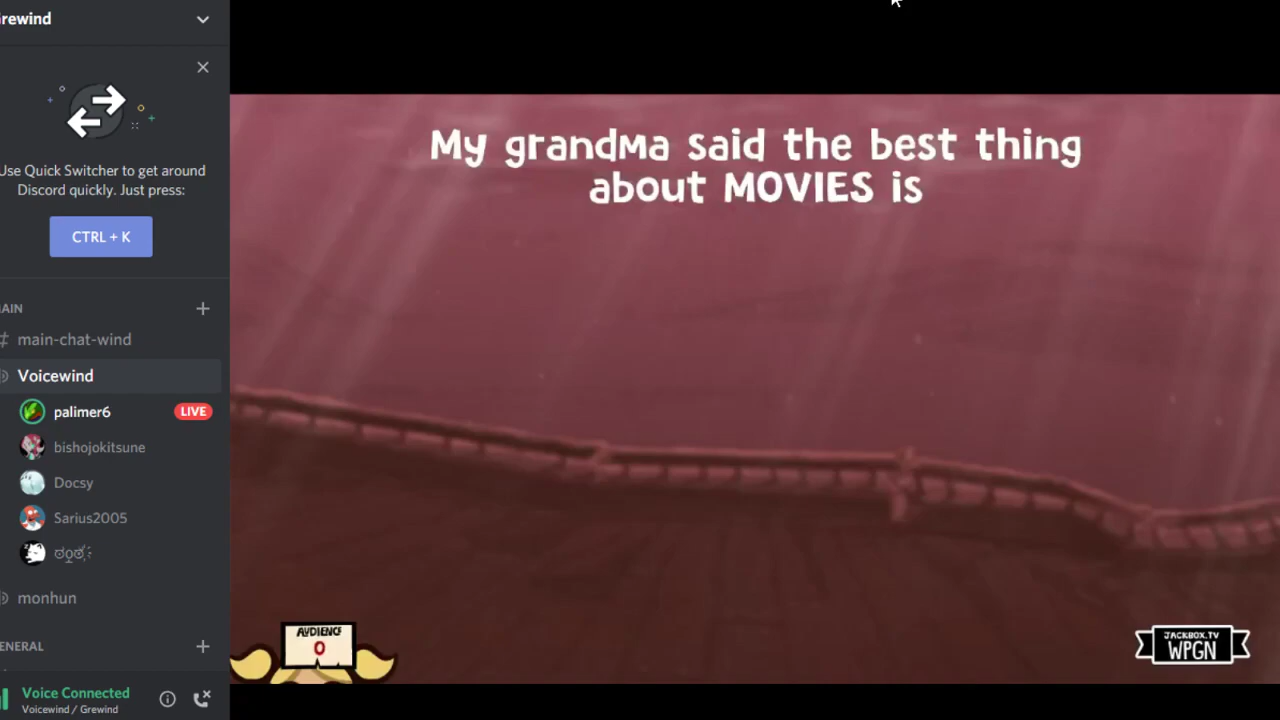 rewind
Use Quick Switcher to get around
Discord quickly. Just press:
CTRL + K
MAIN
main-chat-wind
Voicewind
palimer6
LIVE
bishojokitsune
Docsy
Sarius2005
monhun
GENERAL
Voice Connected
Voicewind / Grewind
My grandma said the best thing
about MOVIES is
AUDIENCE
0
JACKBOX.TV
WPGN